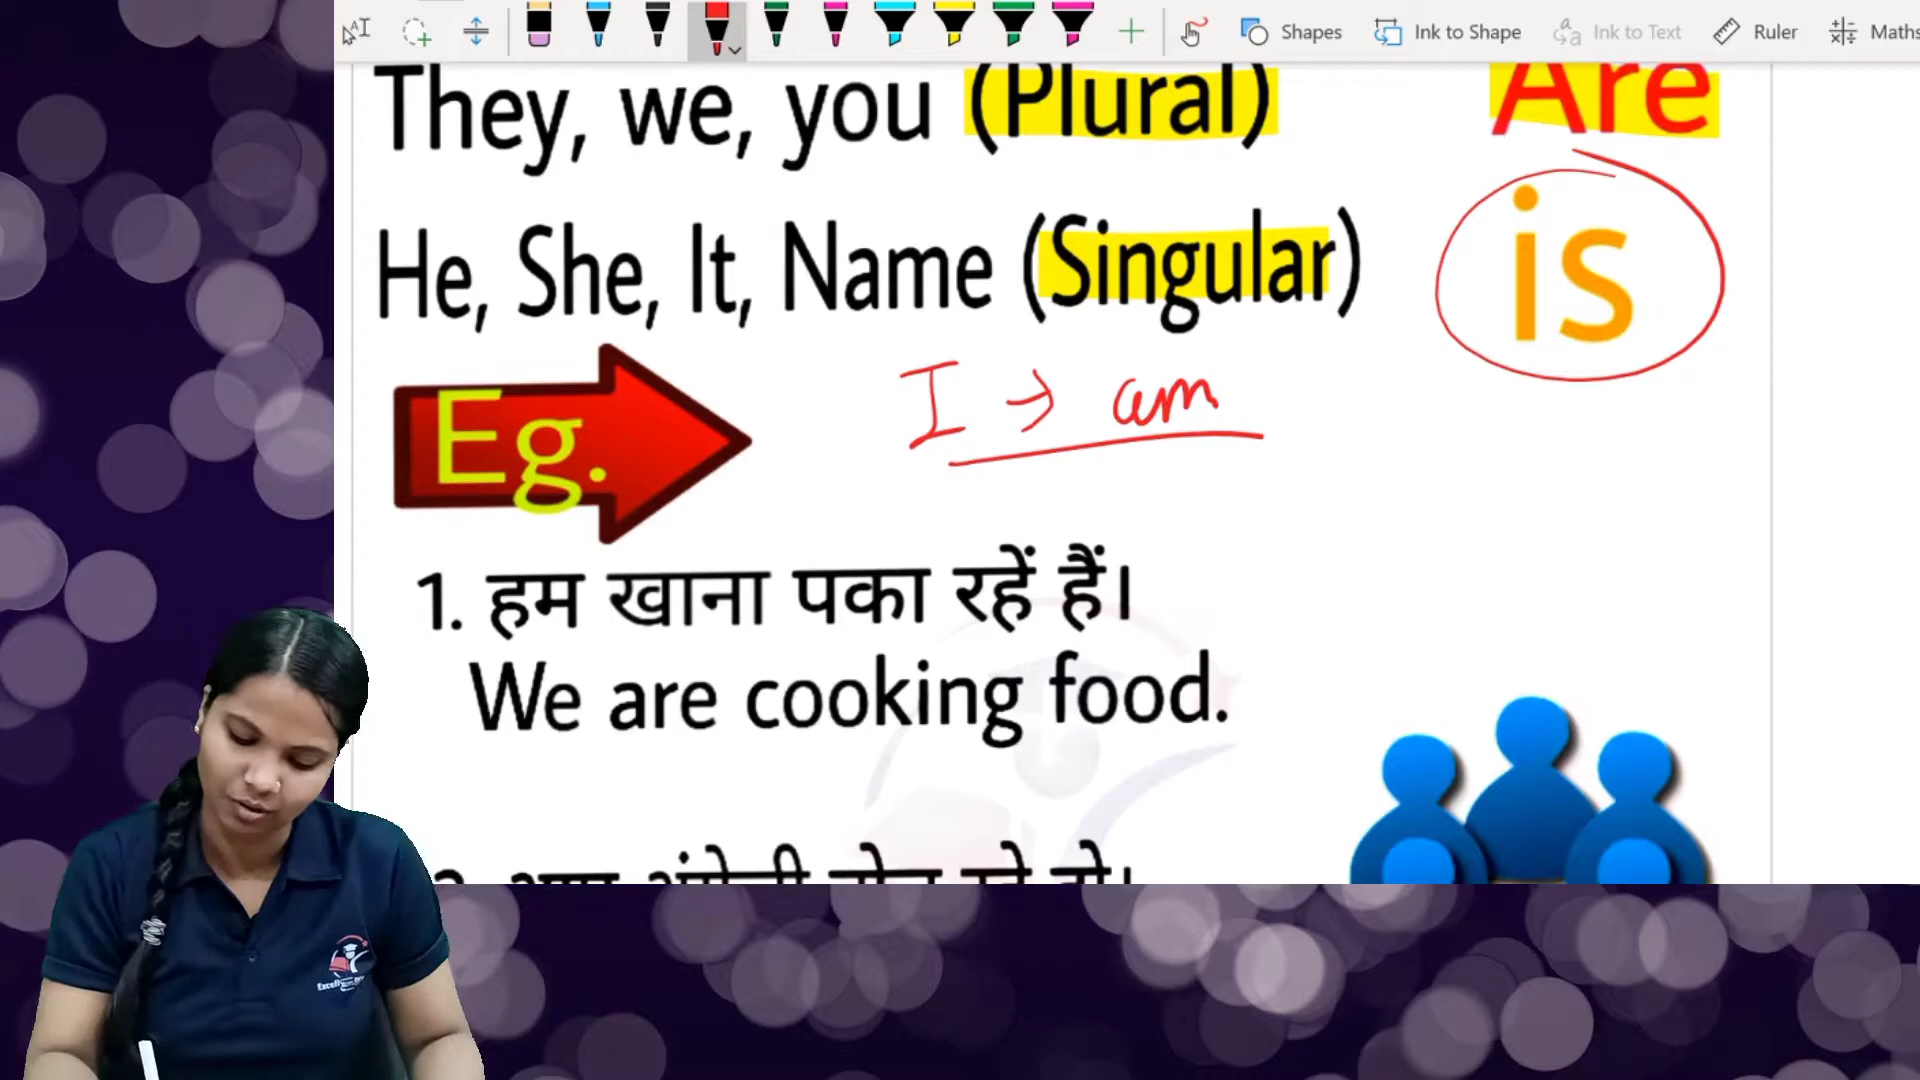 Shapes Ink to Shape Ink to Text Ruler Maths
They, we, you (Plural) Are
He, She, It, Name (Singular) is
I → am
Eg.
1. हम खाना पका रहें हैं।
We are cooking food.